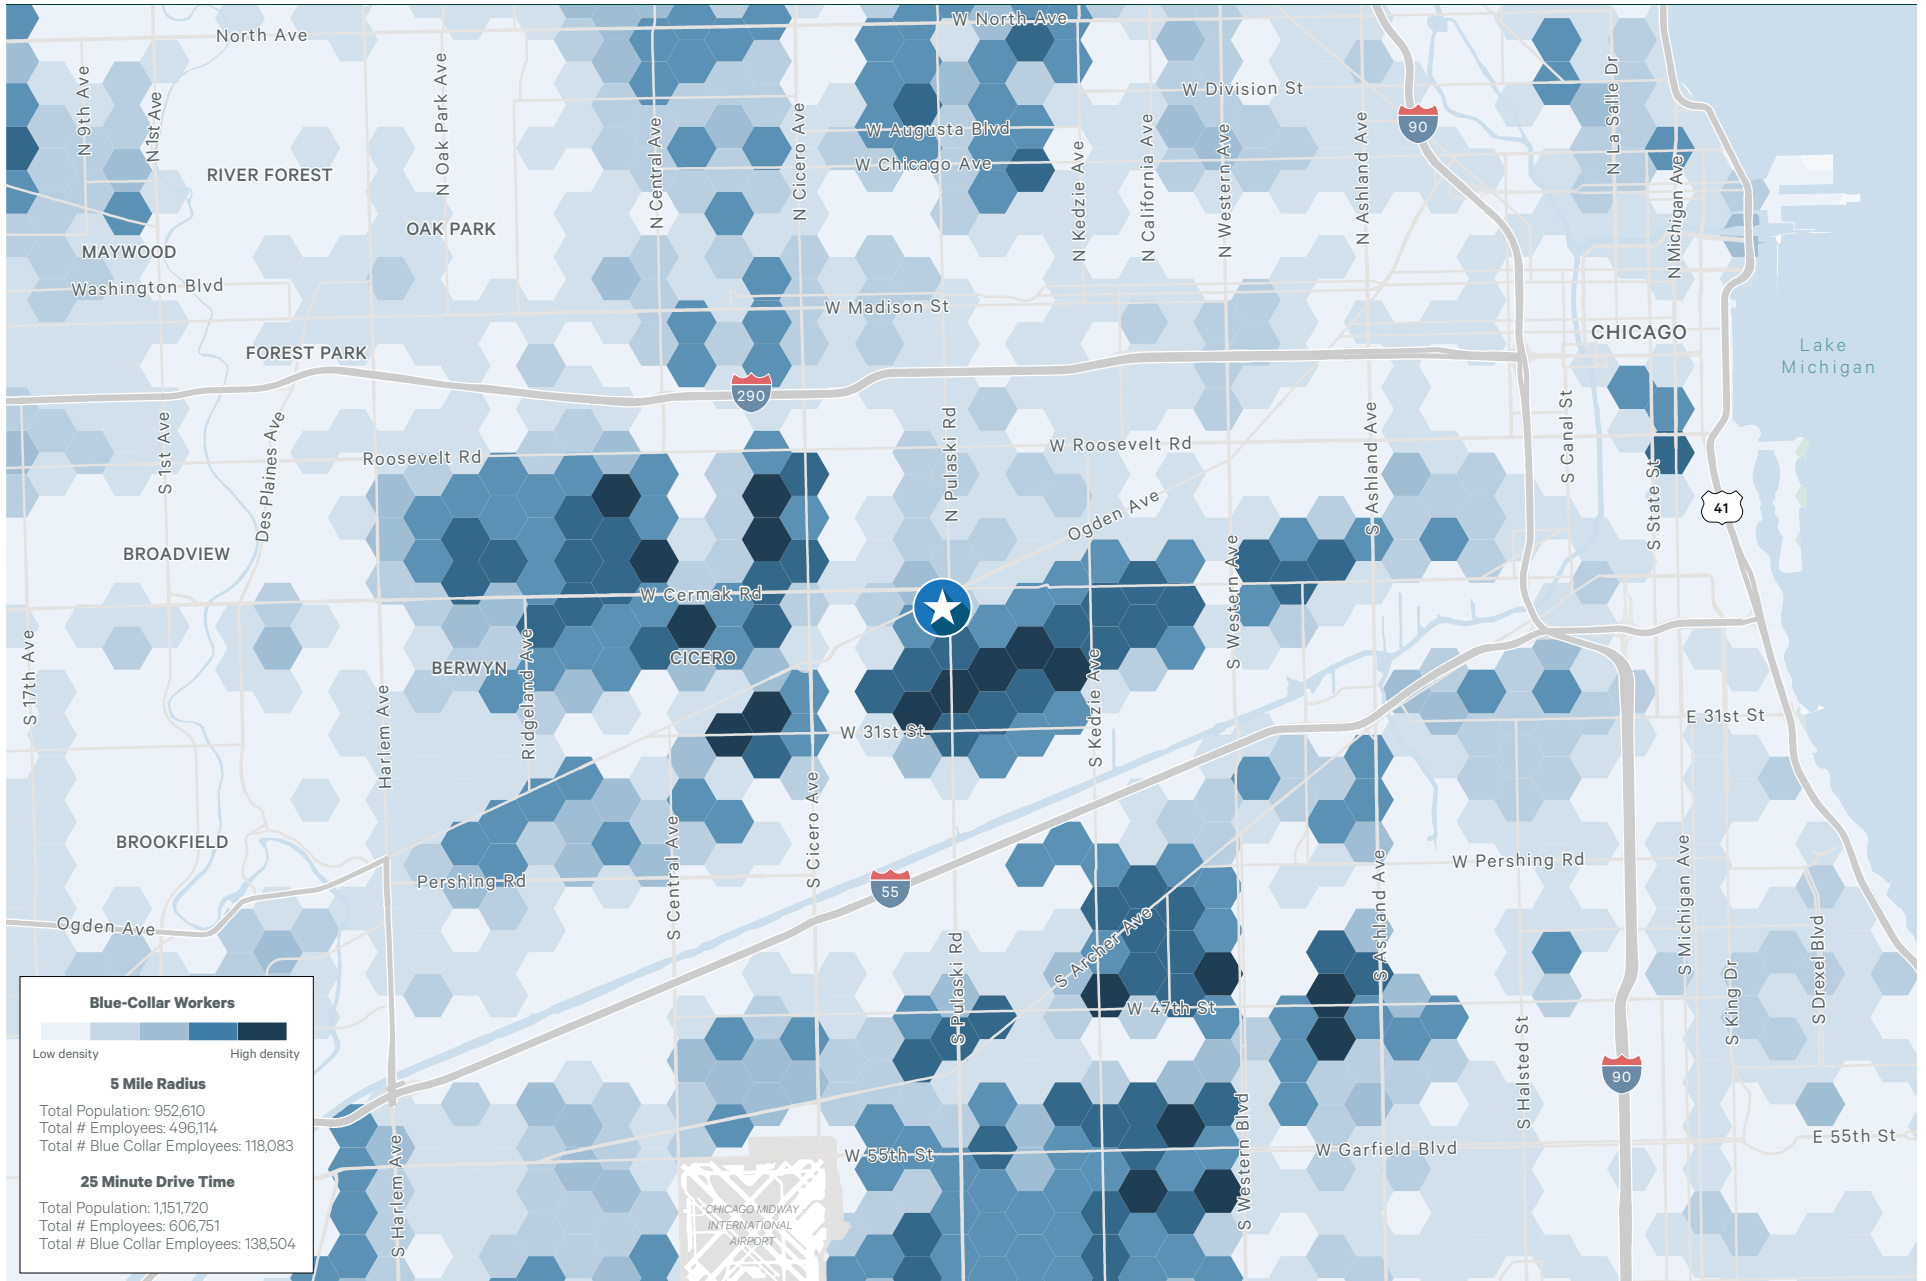 W North Ave
North Ave
N 9th Ave
N 1st Ave
N Oak Park Ave
N Central Ave
N Cicero Ave
W Division St
W Augusta Blvd
W Chicago Ave
N Kedzie Ave
N California Ave
N Western Ave
N Ashland Ave
90
N La Salle Dr
N Michigan Ave
RIVER FOREST
OAK PARK
MAYWOOD
Washington Blvd
W Madison St
CHICAGO
Lake
Michigan
FOREST PARK
290
S 1st Ave
Des Plaines Ave
Roosevelt Rd
N Pulaski Rd
W Roosevelt Rd
Ogden Ave
S Ashland Ave
S Canal St
S State St
41
BROADVIEW
W Cermak Rd
S Western Ave
S 17th Ave
BERWYN
Ridgeland Ave
CICERO
Harlem Ave
W 31st St
S Kedzie Ave
E 31st St
BROOKFIELD
Pershing Rd
S Central Ave
S Cicero Ave
55
W Pershing Rd
S Ashland Ave
S Michigan Ave
Ogden Ave
S Pulaski Rd
S Archer Ave
W 47th St
S King Dr
S Drexel Blvd
S Halsted St
90
S Western Blvd
W Garfield Blvd
E 55th St
W 55th St
S Harlem Ave
CHICAGO MIDWAY
INTERNATIONAL
AIRPORT
Blue-Collar Workers
Low density
High density
5 Mile Radius
Total Population: 952,610
Total # Employees: 496,114
Total # Blue Collar Employees: 118,083
25 Minute Drive Time
Total Population: 1,151,720
Total # Employees: 606,751
Total # Blue Collar Employees: 138,504